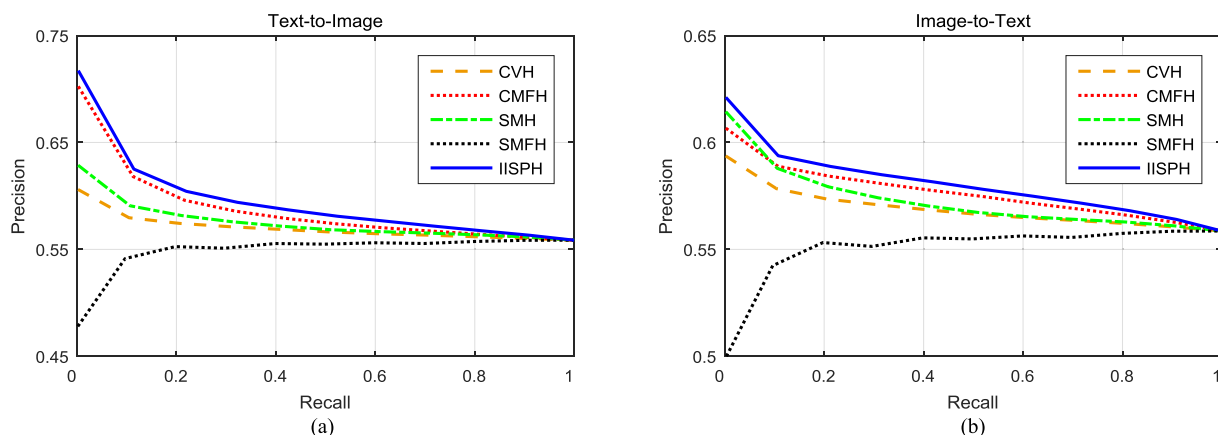 Text-to-Image
0.75
0.65
0.55
0.45
Precision
0
0.2
0.4
0.6
0.8
1
Recall
CVH
CMFH
SMH
SMFH
IISPH
(a)
Image-to-Text
0.65
0.6
0.55
0.5
Precision
0
0.2
0.4
0.6
0.8
1
Recall
CVH
CMFH
SMH
SMFH
IISPH
(b)